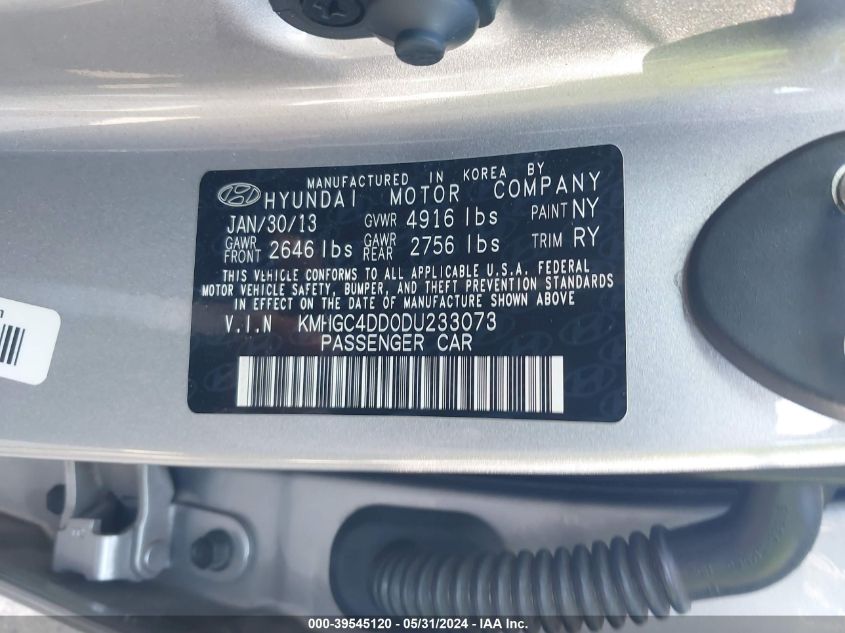 MANUFACTURED IN KOREA BY
HYUNDAI MOTOR COMPANY
JAN/30/13 GVWR 4916 lbs PAINT NY
GAWR FRONT 2646 lbs GAWR REAR 2756 lbs TRIM RY
THIS VEHICLE CONFORMS TO ALL APPLICABLE U.S.A. FEDERAL
MOTOR VEHICLE SAFETY, BUMPER, AND THEFT PREVENTION STANDARDS
IN EFFECT ON THE DATE OF MANUFACTURE SHOWN ABOVE
V.I.N KMHGC4DD0DU233073
PASSENGER CAR
000-39545120 - 05/31/2024 - IAA Inc.